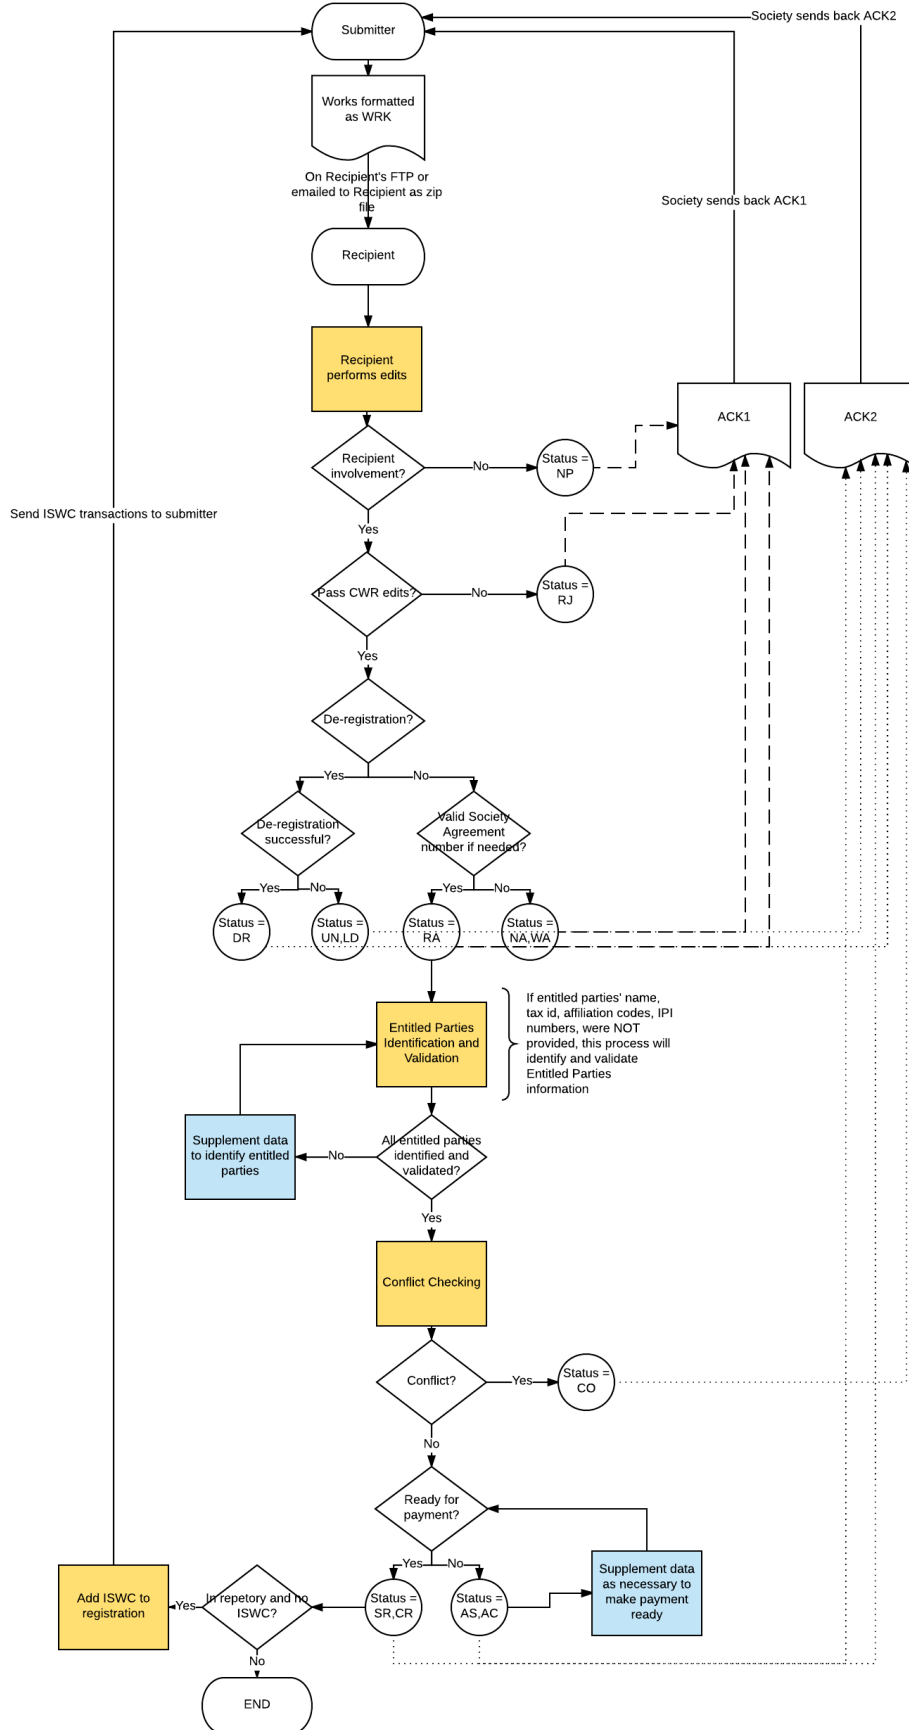 Society sends back ACK2
Submitter
Works formatted
as WRK
On Recipient's FTP or
emailed to Recipient as zip
file
Society sends back ACK1
Recipient
Recipient
performs edits
ACK1
ACK2
Recipient
involvement?
No
Status =
NP
Send ISWC transactions to submitter
Yes
Pass CWR edits?
No
Status =
RJ
Yes
De-registration?
Yes
No
De-registration
successful?
Valid Society
Agreement
number if needed?
Yes
No
Yes
No
Status =
DR
Status =
UN,LD
Status =
RA
Status =
NA,WA
Entitled Parties
Identification and
Validation
If entitled parties' name,
tax id, affiliation codes, IPI
numbers, were NOT
provided, this process will
identify and validate
Entitled Parties
information
Supplement data
to identify entitled
parties
No
All entitled parties
identified and
validated?
Yes
Conflict Checking
Conflict?
Yes
Status =
CO
No
Ready for
payment?
Yes
No
Add ISWC to
registration
Yes
In repetory and no
ISWC?
Status =
SR,CR
Status =
AS,AC
Supplement data
as necessary to
make payment
ready
No
END